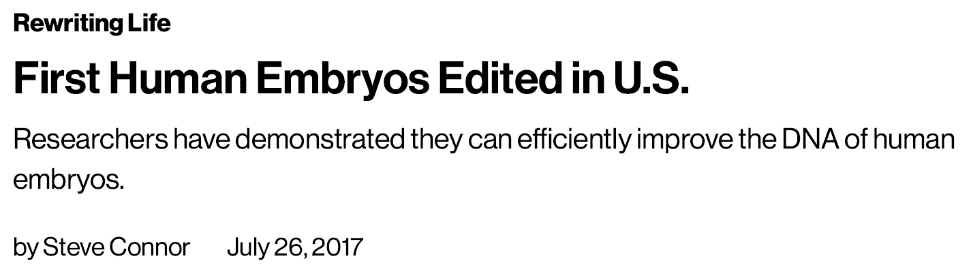 Rewriting Life
First Human Embryos Edited in U.S.
Researchers have demonstrated they can efficiently improve the DNA of human
embryos.
by Steve Connor July 26, 2017